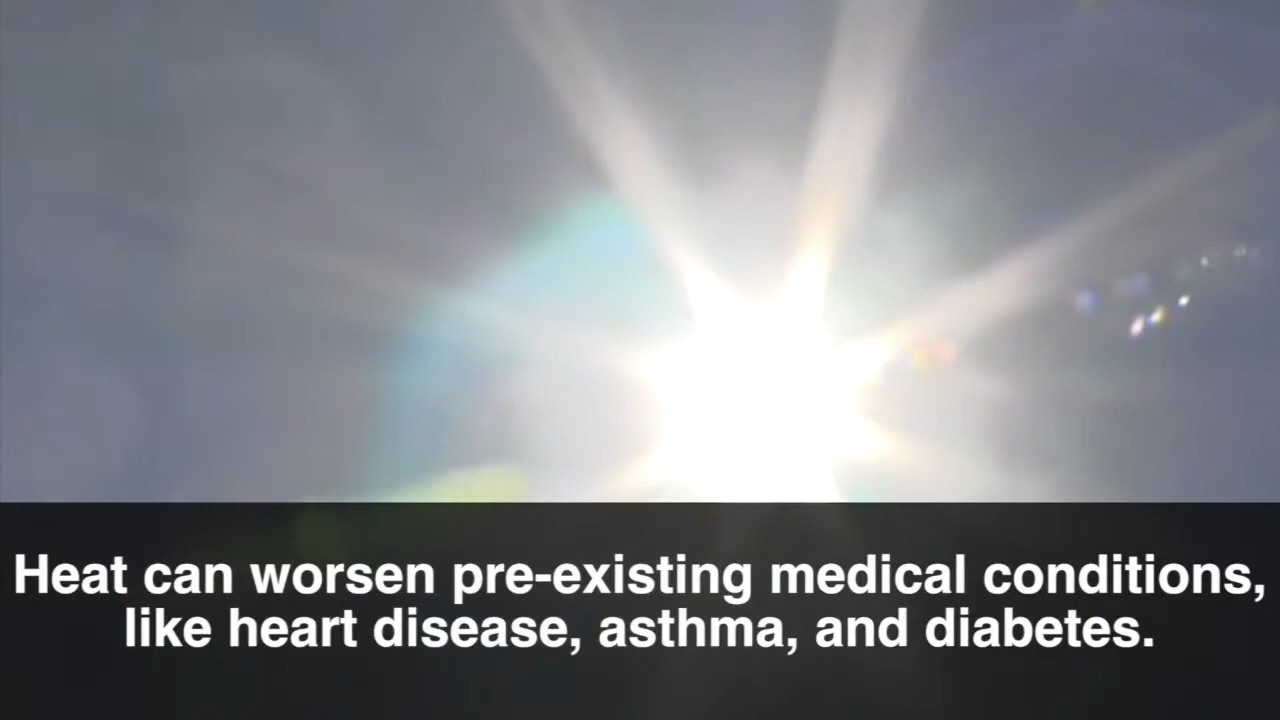 Heat can worsen pre-existing medical conditions,
like heart disease, asthma, and diabetes.